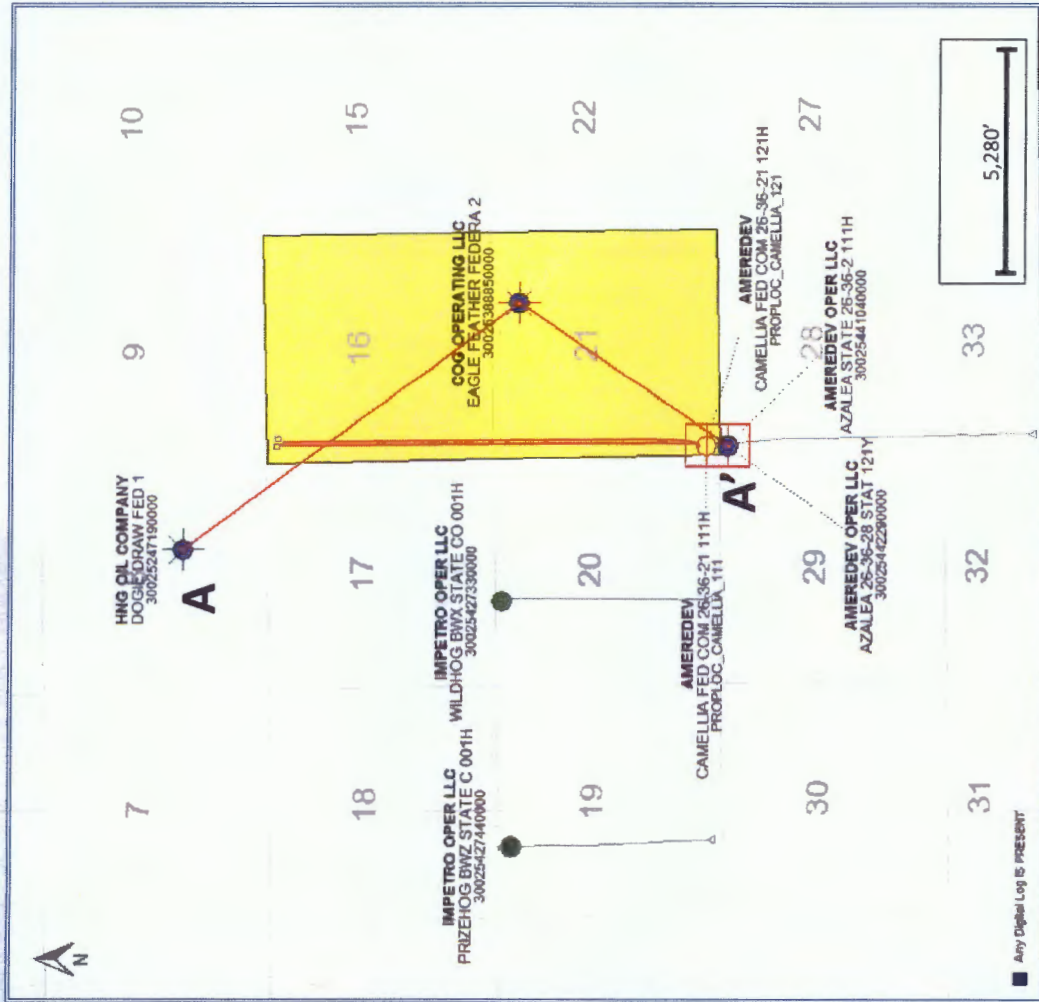 N
7
9
10
HNG OIL COMPANY
DOGIE DRAW FED 1
30025247190000
A
18
17
16
15
IMPETRO OPER LLC
PRIZEHOG BWZ STATE C 001H
30025427440000
IMPETRO OPER LLC
WILDHOG BWX STATE CO 001H
30025427330000
COG OPERATING LLC
EAGLE FEATHER FEDERA 2
30025388850000
19
20
21
22
A'
AMEREDEV
CAMELLIA FED COM 26-36-21 111H
PROPLOC_CAMELLIA_111
AMEREDEV
CAMELLIA FED COM 26-36-21 121H
PROPLOC_CAMELLIA_121
30
29
28
27
AMEREDEV OPER LLC
AZALEA 26-36-28 STAT 121Y
30025442290000
AMEREDEV OPER LLC
AZALEA STATE 26-36-2 111H
30025441040000
31
32
33
5,280'
Any Digital Log IS PRESENT